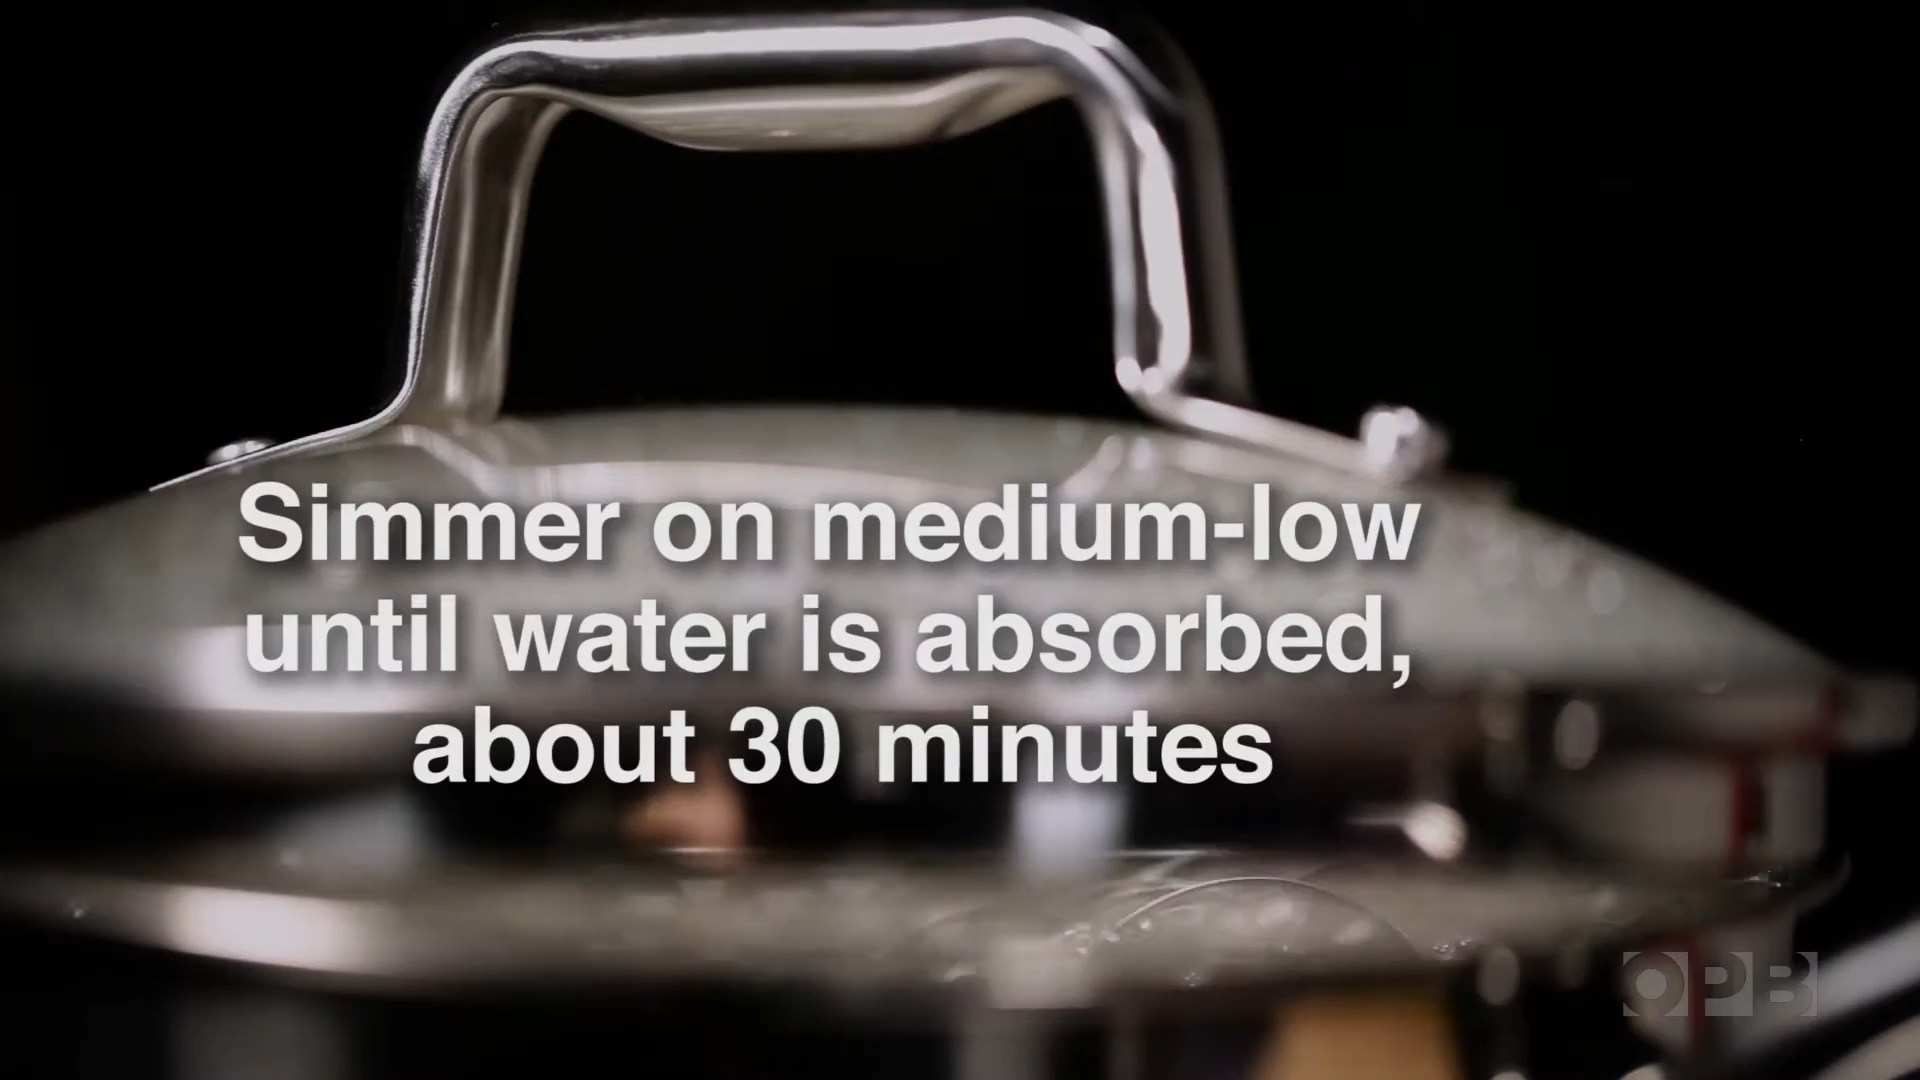 Simmer on medium-low
until water is absorbed,
about 30 minutes
OPB